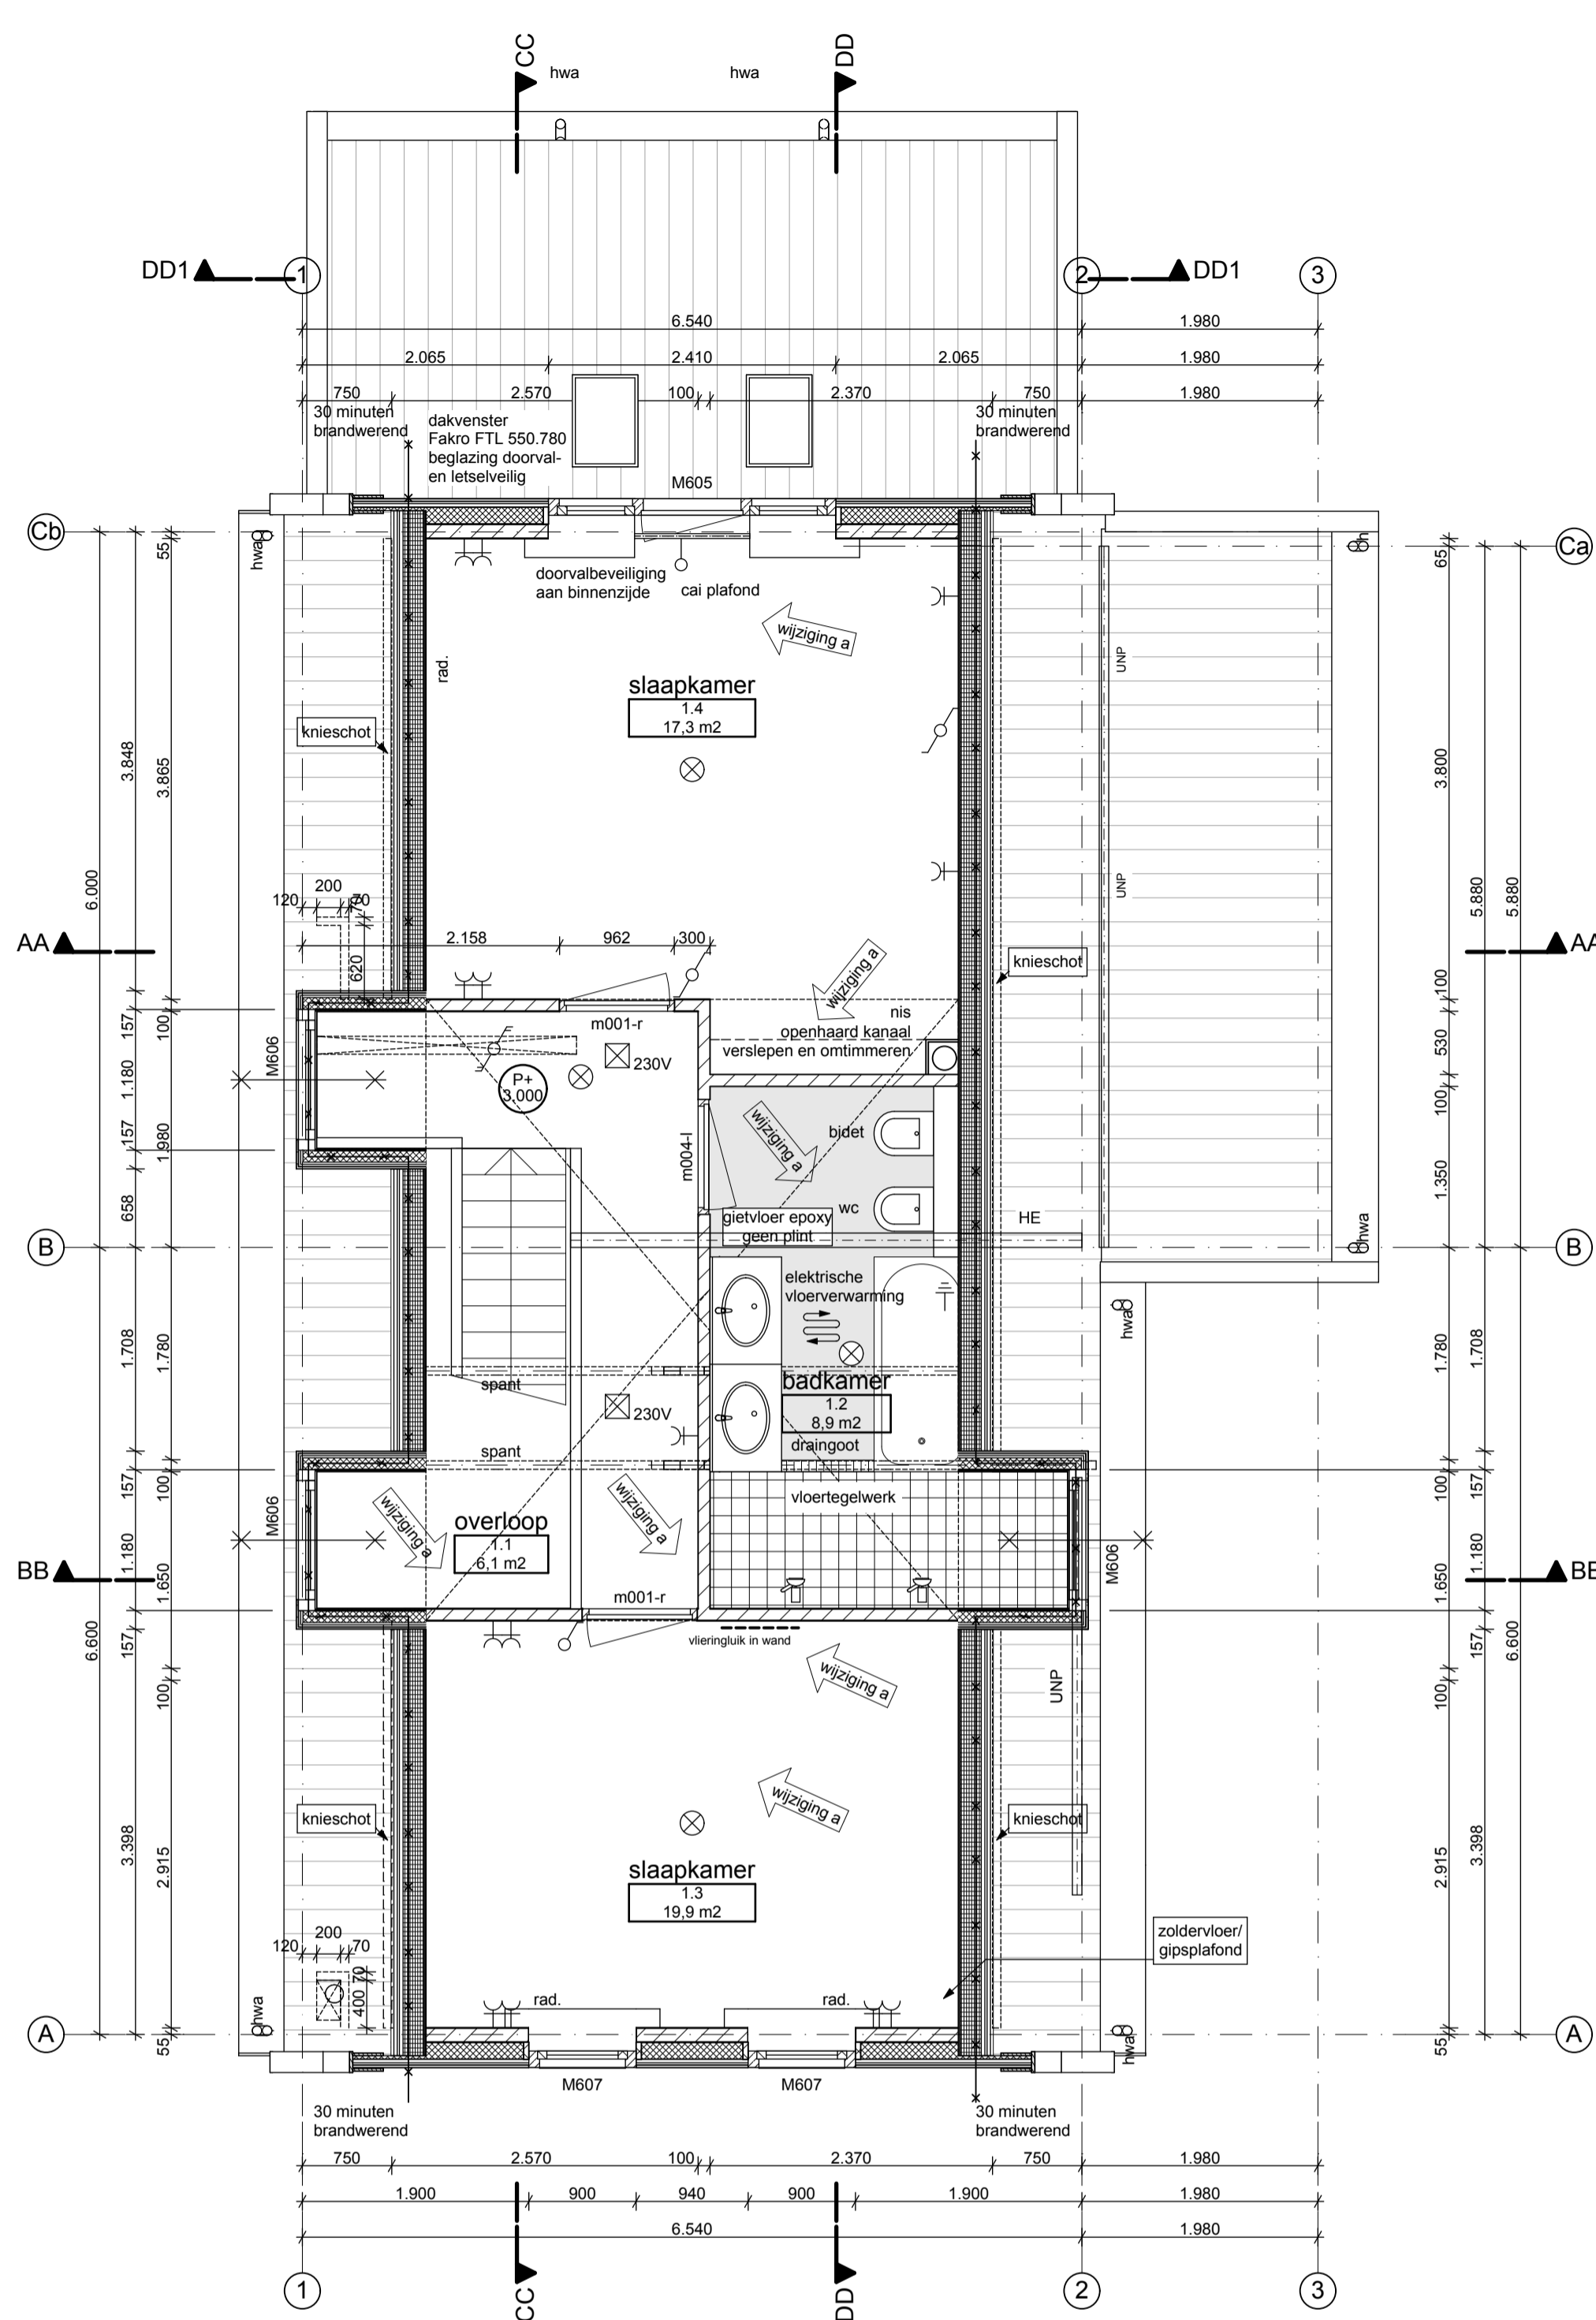 CC
hwa
hwa
DD
DD1
1
2
DD1
3
6.540
1.980
2.065
2.410
2.065
1.980
750
2.570
100
2.370
750
1.980
30 minuten
brandwerend
dakvenster
Fakro FTL 550.780
beglazing doorval-
en letselveilig
30 minuten
brandwerend
M605
Cb
hwa
55
65
Ca
doorvalbeveiliging
aan binnenzijde
cai plafond
wijziging a
UNP
rad.
slaapkamer
1.4
17,3 m2
knieschot
3.848
3.865
3.800
6.000
5.880
5.880
UNP
120
200
70
620
AA
2.158
962
300
wijziging a
knieschot
AA
100
nis
openhaard kanaal
verslepen en omtimmeren
m001-r
230V
P+
3.000
157
100
530
M606
1.180
100
wijziging a
bidet
m004-l
157
1.980
1.350
wc
658
gietvloer epoxy
geen plint
HE
hwa
B
B
elektrische
vloerverwarming
hwa
1.708
1.780
1.780
1.708
spant
badkamer
1.2
8,9 m2
230V
draingoot
spant
157
100
100
157
vloertegelwerk
M606
wijziging a
wijziging a
overloop
1.1
6,1 m2
1.180
1.650
M606
1.650
1.180
BB
BB
m001-r
vlieringluik in wand
157
157
6.600
6.600
wijziging a
UNP
100
100
wijziging a
knieschot
knieschot
3.398
2.915
2.915
3.398
slaapkamer
1.3
19,9 m2
zoldervloer/
gipsplafond
120
200
70
70
400
rad.
rad.
hwa
A
55
hwa
55
A
M607
M607
30 minuten
brandwerend
30 minuten
brandwerend
750
2.570
100
2.370
750
1.980
1.900
900
940
900
1.900
1.980
6.540
1.980
1
CC
DD
2
3